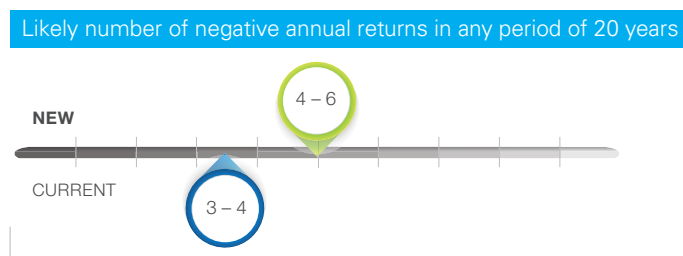 Likely number of negative annual returns in any period of 20 years
4 – 6
NEW
CURRENT
3 – 4